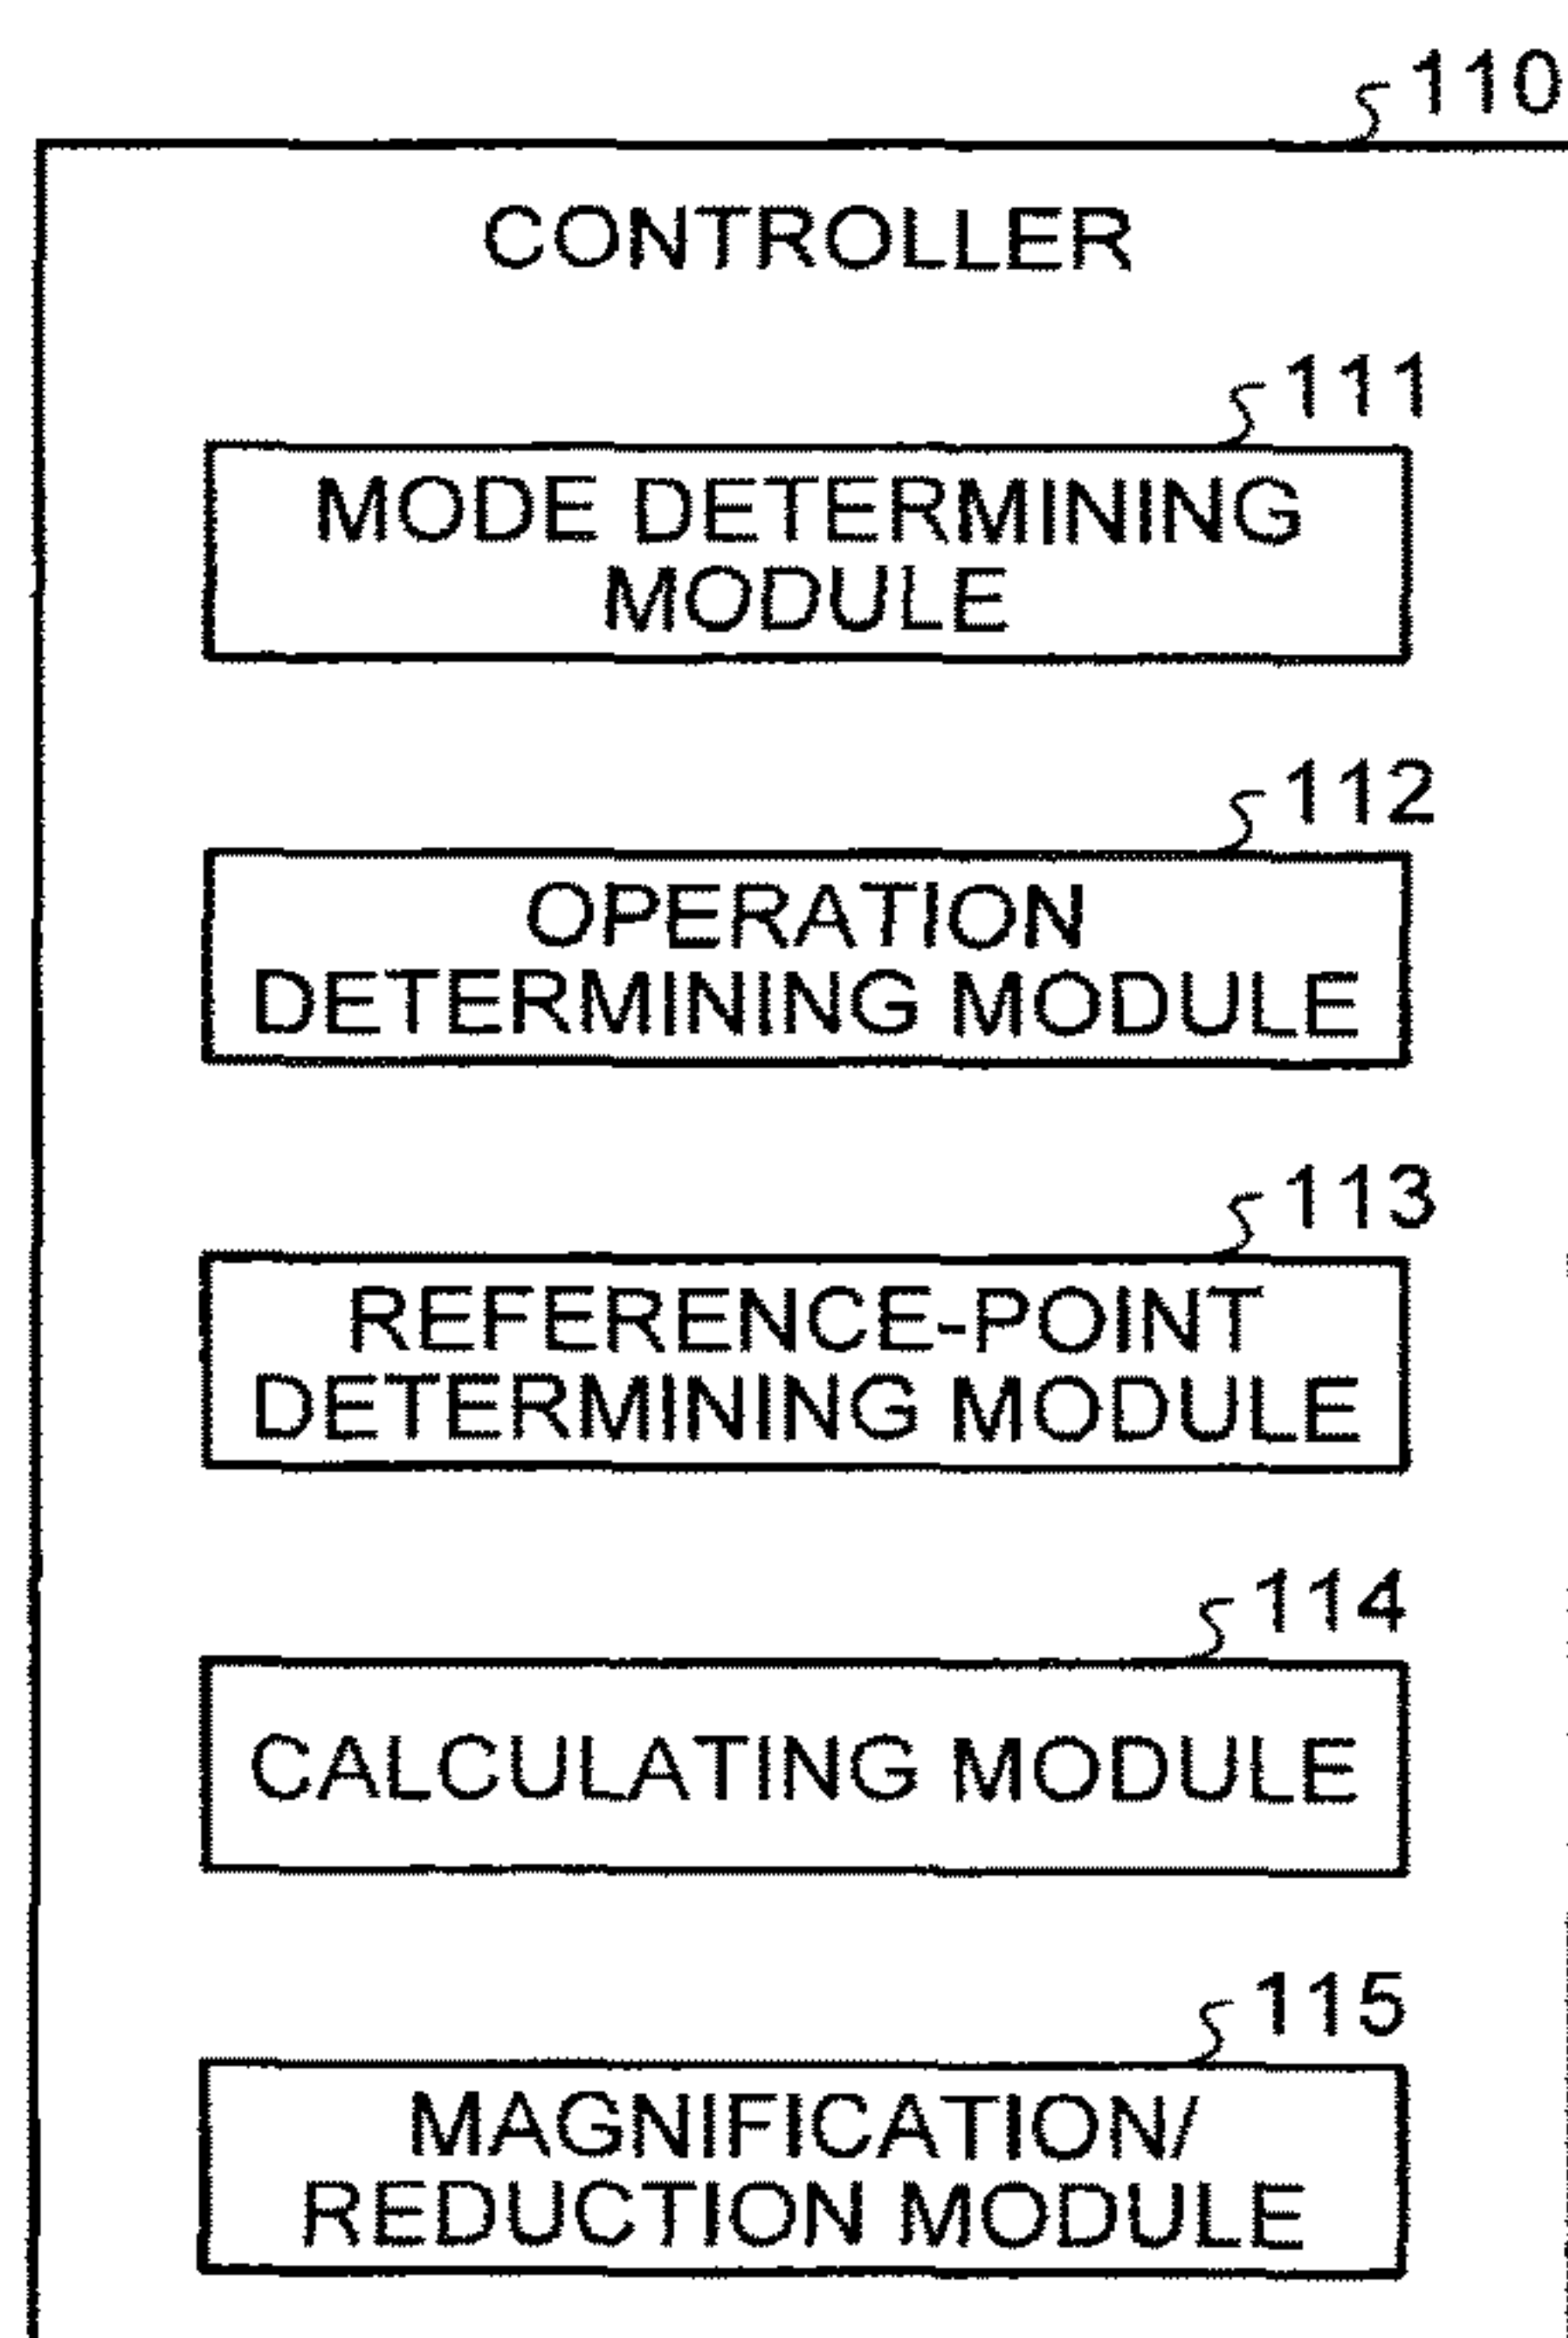 110
CONTROLLER
111
MODE DETERMINING
MODULE
112
OPERATION
DETERMINING MODULE
113
REFERENCE-POINT
DETERMINING MODULE
114
CALCULATING MODULE
115
MAGNIFICATION/
REDUCTION MODULE